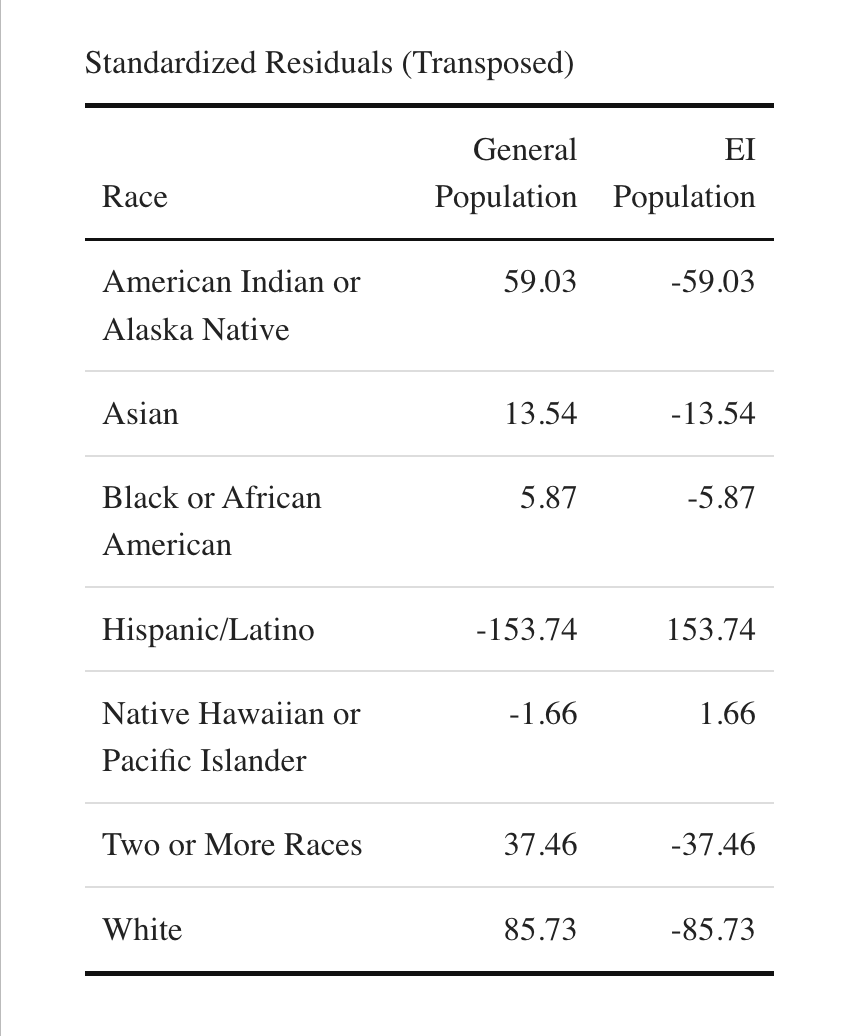 Standardized Residuals (Transposed)
General EI
Race Population Population
American Indian or 59.03 -59.03
Alaska Native
Asian 13.54 -13.54
Black or African 5.87 -5.87
American
Hispanic/Latino -153.74 153.74
Native Hawaiian or -1.66 1.66
Pacific Islander
Two or More Races 37.46 -37.46
White 85.73 -85.73